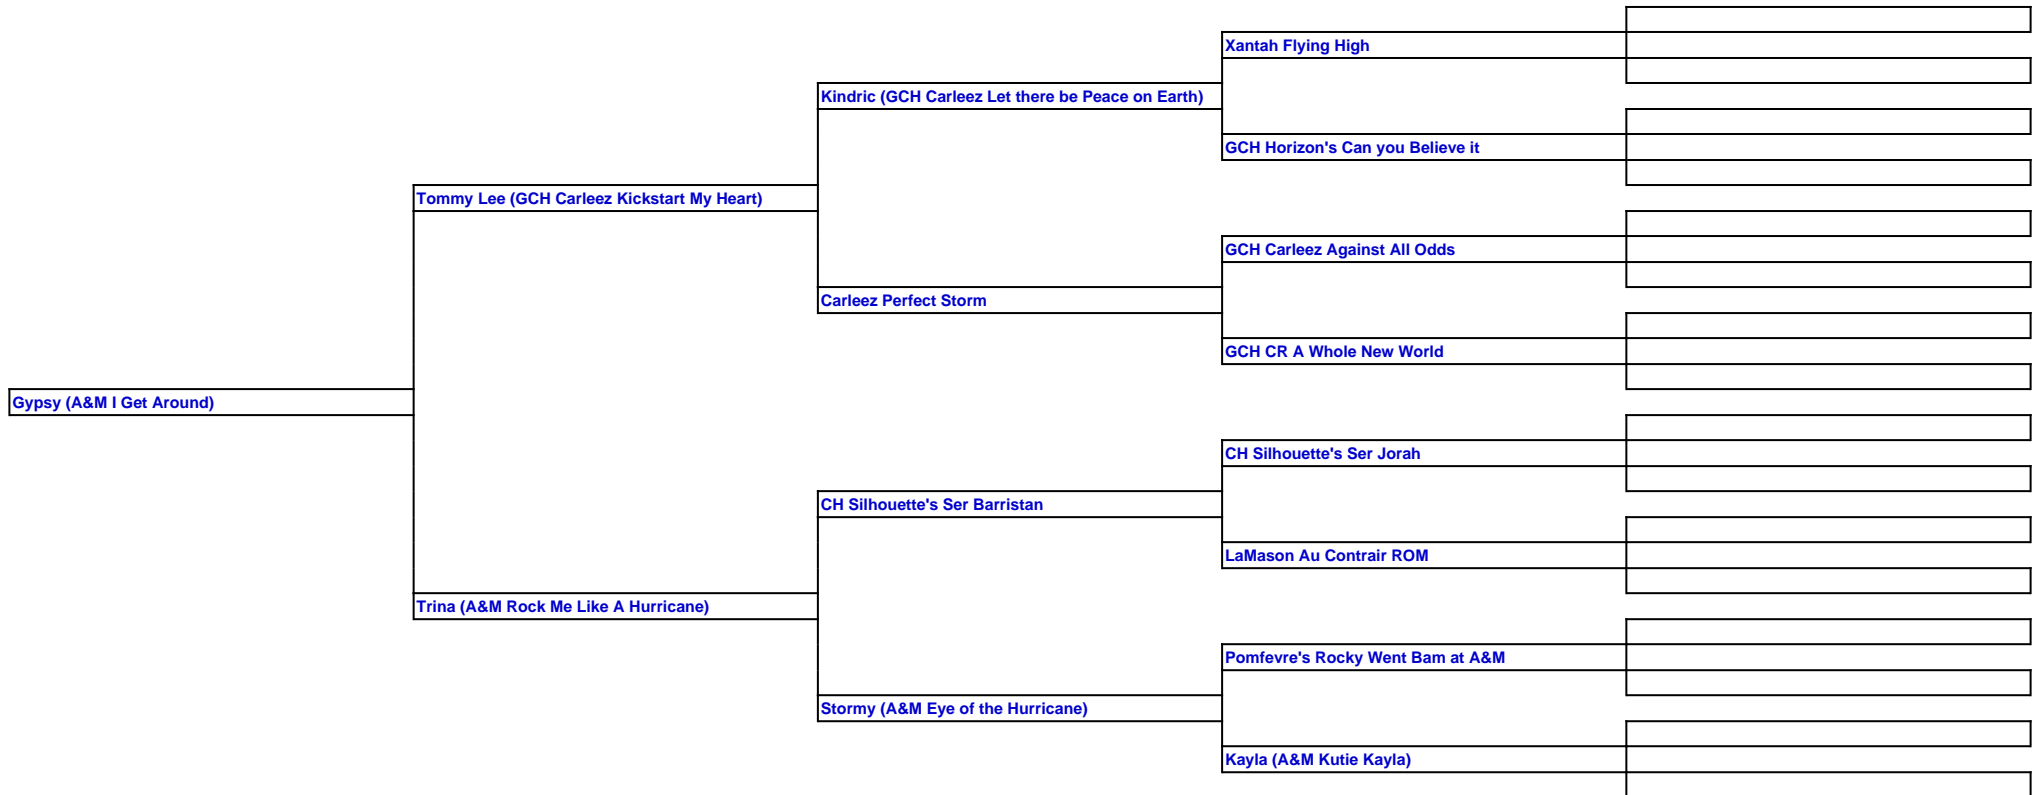 Xantah Flying High
Kindric (GCH Carleez Let there be Peace on Earth)
GCH Horizon's Can you Believe it
Tommy Lee (GCH Carleez Kickstart My Heart)
GCH Carleez Against All Odds
Carleez Perfect Storm
GCH CR A Whole New World
Gypsy (A&M I Get Around)
CH Silhouette's Ser Jorah
CH Silhouette's Ser Barristan
LaMason Au Contrair ROM
Trina (A&M Rock Me Like A Hurricane)
Pomfevre's Rocky Went Bam at A&M
Stormy (A&M Eye of the Hurricane)
Kayla (A&M Kutie Kayla)